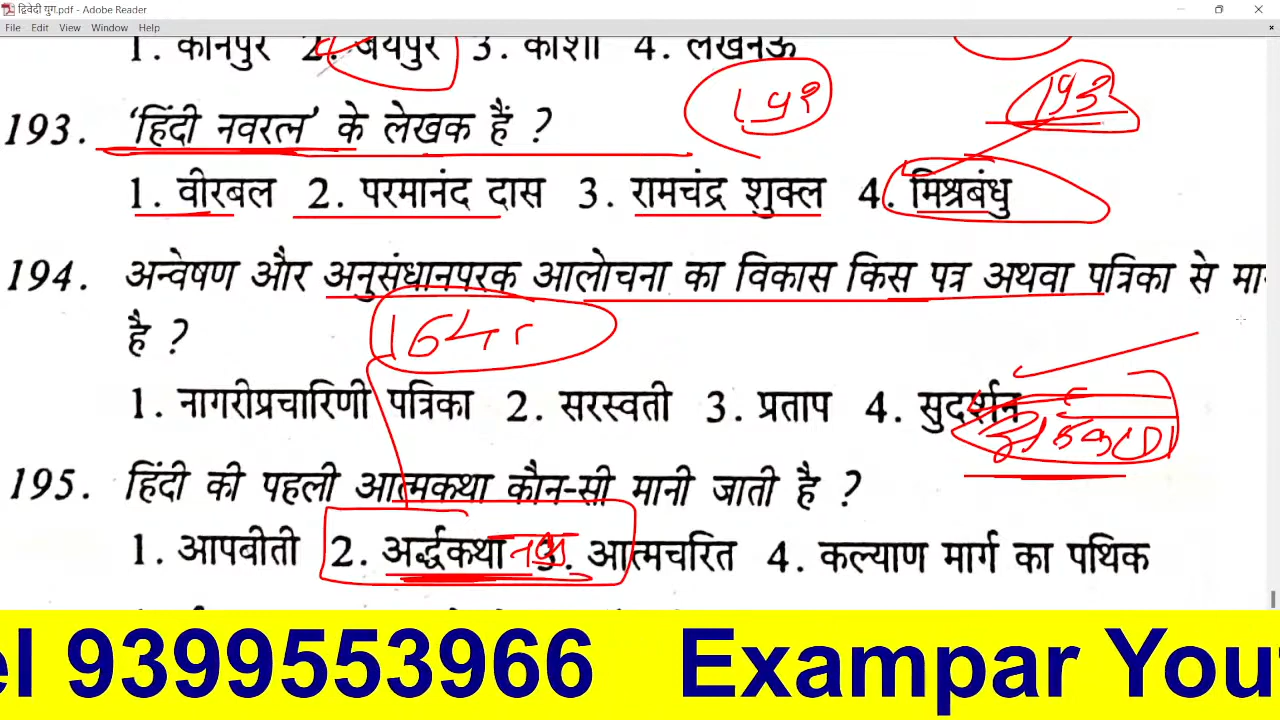 द्विवेदी युग.pdf - Adobe Reader
File Edit View Window Help
1. कानपुर 2. जयपुर 3. काशी 4. लखनऊ
193. 'हिंदी नवरत्न' के लेखक हैं ?
193
1. वीरबल 2. परमानंद दास 3. रामचंद्र शुक्ल 4. मिश्रबंधु
194. अन्वेषण और अनुसंधानपरक आलोचना का विकास किस पत्र अथवा पत्रिका से
है ?
1. नागरीप्रचारिणी पत्रिका 2. सरस्वती 3. प्रताप 4. सुदर्शन
195. हिंदी की पहली आत्मकथा कौन-सी मानी जाती है ?
1. आपबीती 2. अर्द्धकथा 3. आत्मचरित 4. कल्याण मार्ग का पथिक
9399553966 Exampar